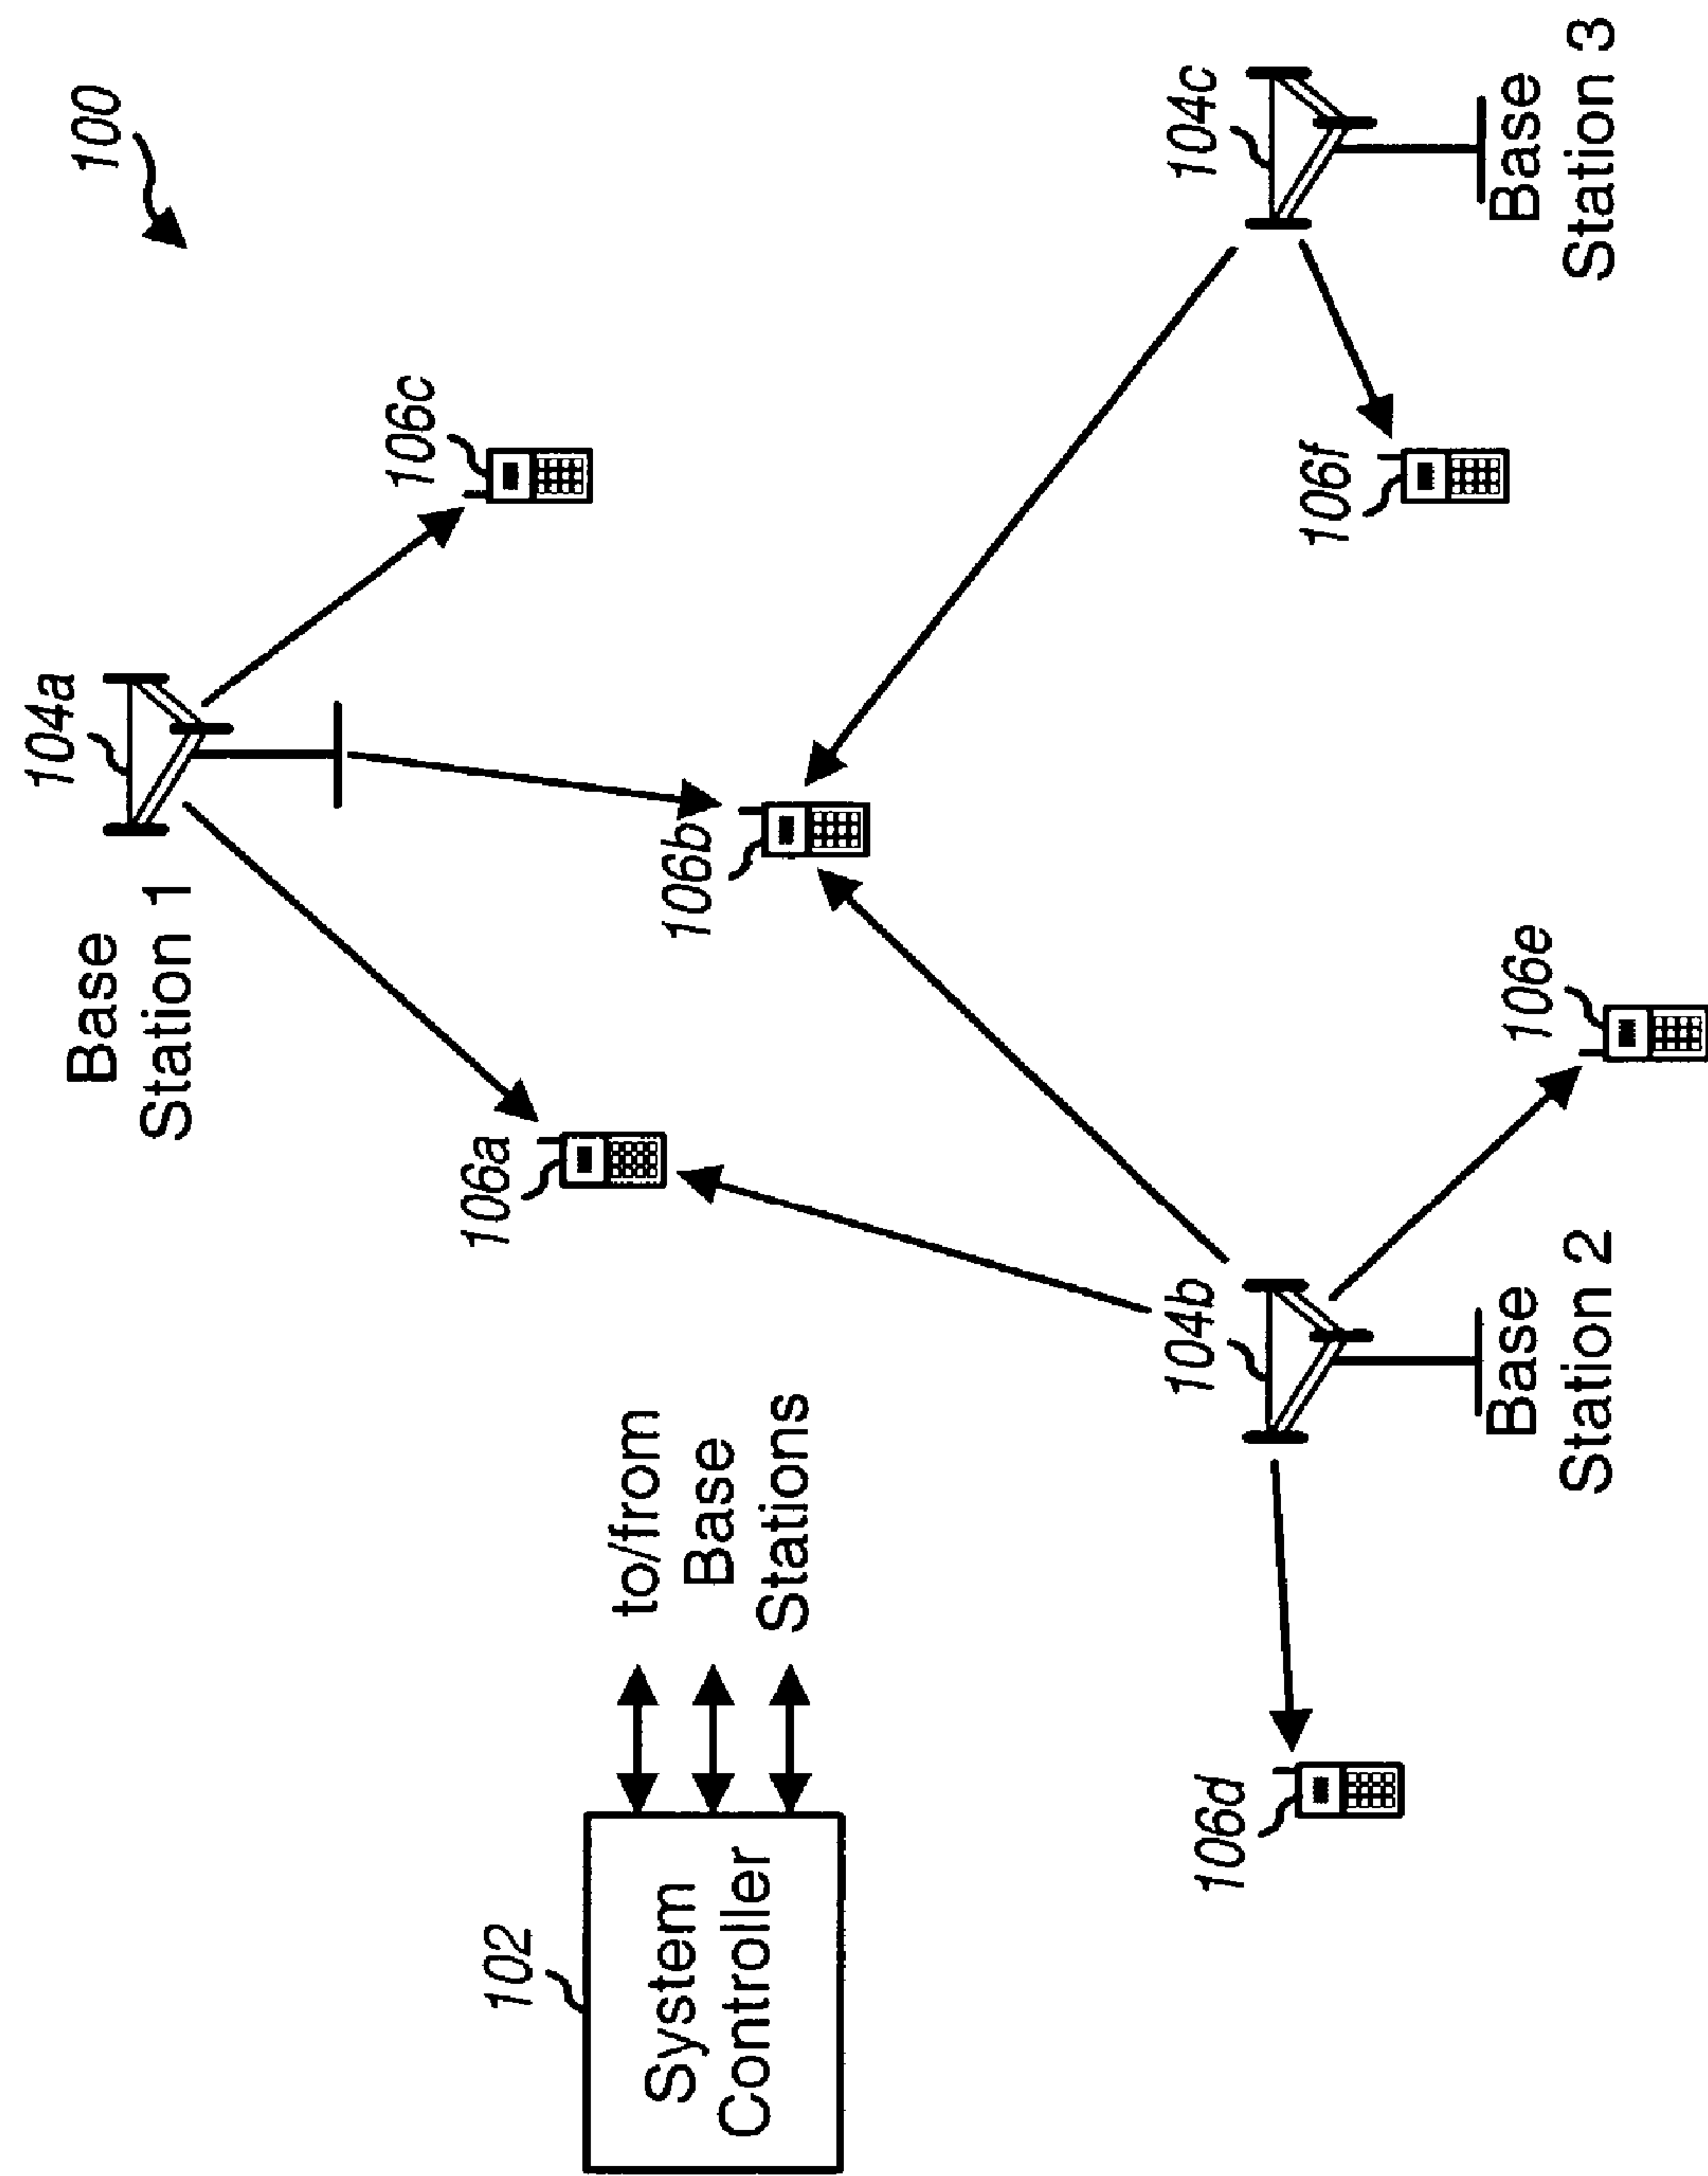 100
104a
Base
Station 1
106c
102
System
Controller
to/from
Base
Stations
106a
106b
104b
Base
Station 2
104c
Base
Station 3
106d
106e
106f